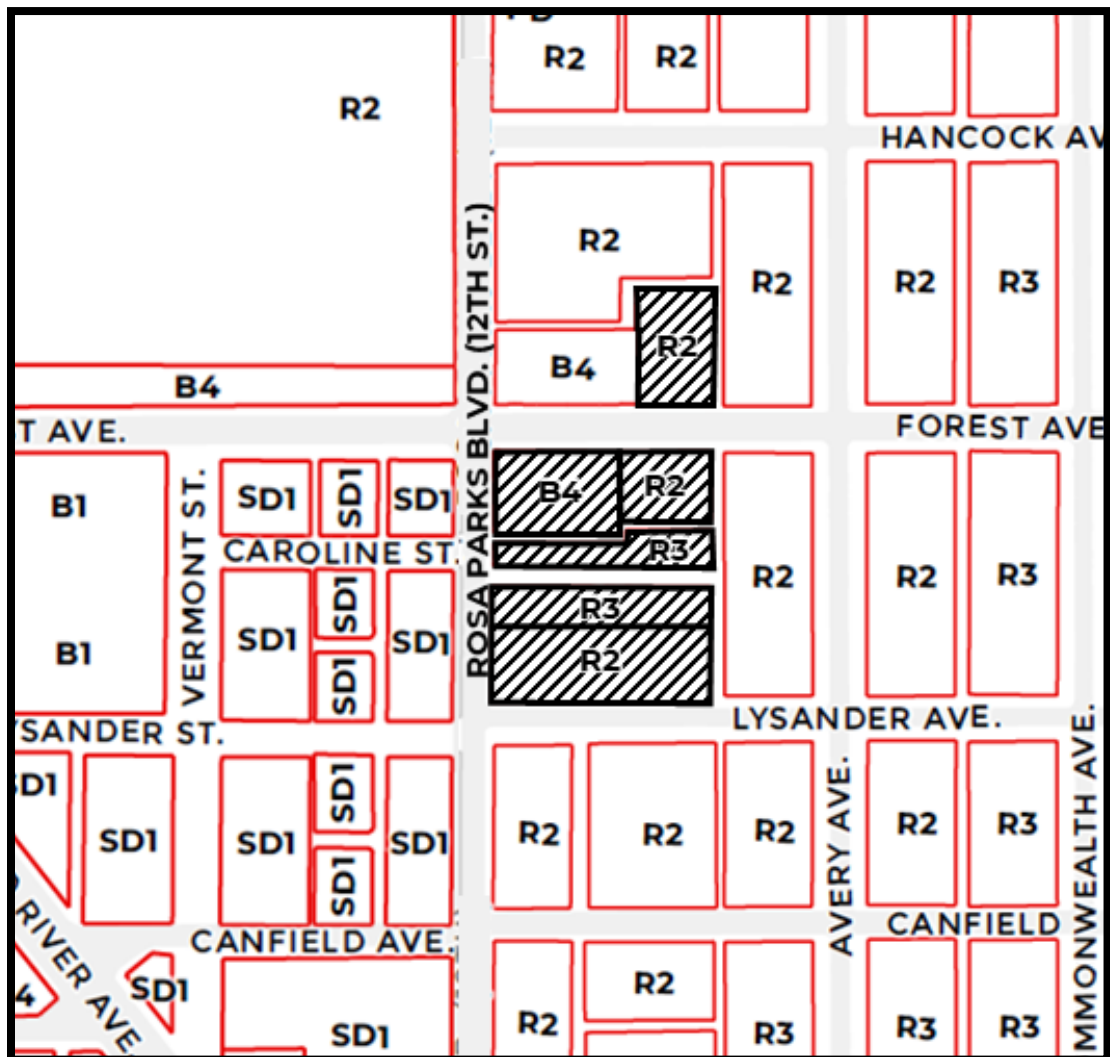 R2
R2
R2
HANCOCK AV
R2
R2
R2
R3
R2
B4
B4
ROSA PARKS BLVD. (12TH ST.)
T AVE.
FOREST AVE
B1
VERMONT ST.
SD1
SD1
SD1
B4
R2
CAROLINE ST.
R3
R2
R2
R3
SD1
SD1
SD1
SD1
R3
R2
B1
YSANDER ST.
LYSANDER AVE.
SD1
SD1
SD1
SD1
SD1
SD1
R2
R2
R2
R2
R3
AVERY AVE.
MMONWEALTH AVE.
RIVER AVE.
CANFIELD AVE.
CANFIELD
4
SD1
SD1
R2
R2
R3
R3
R3